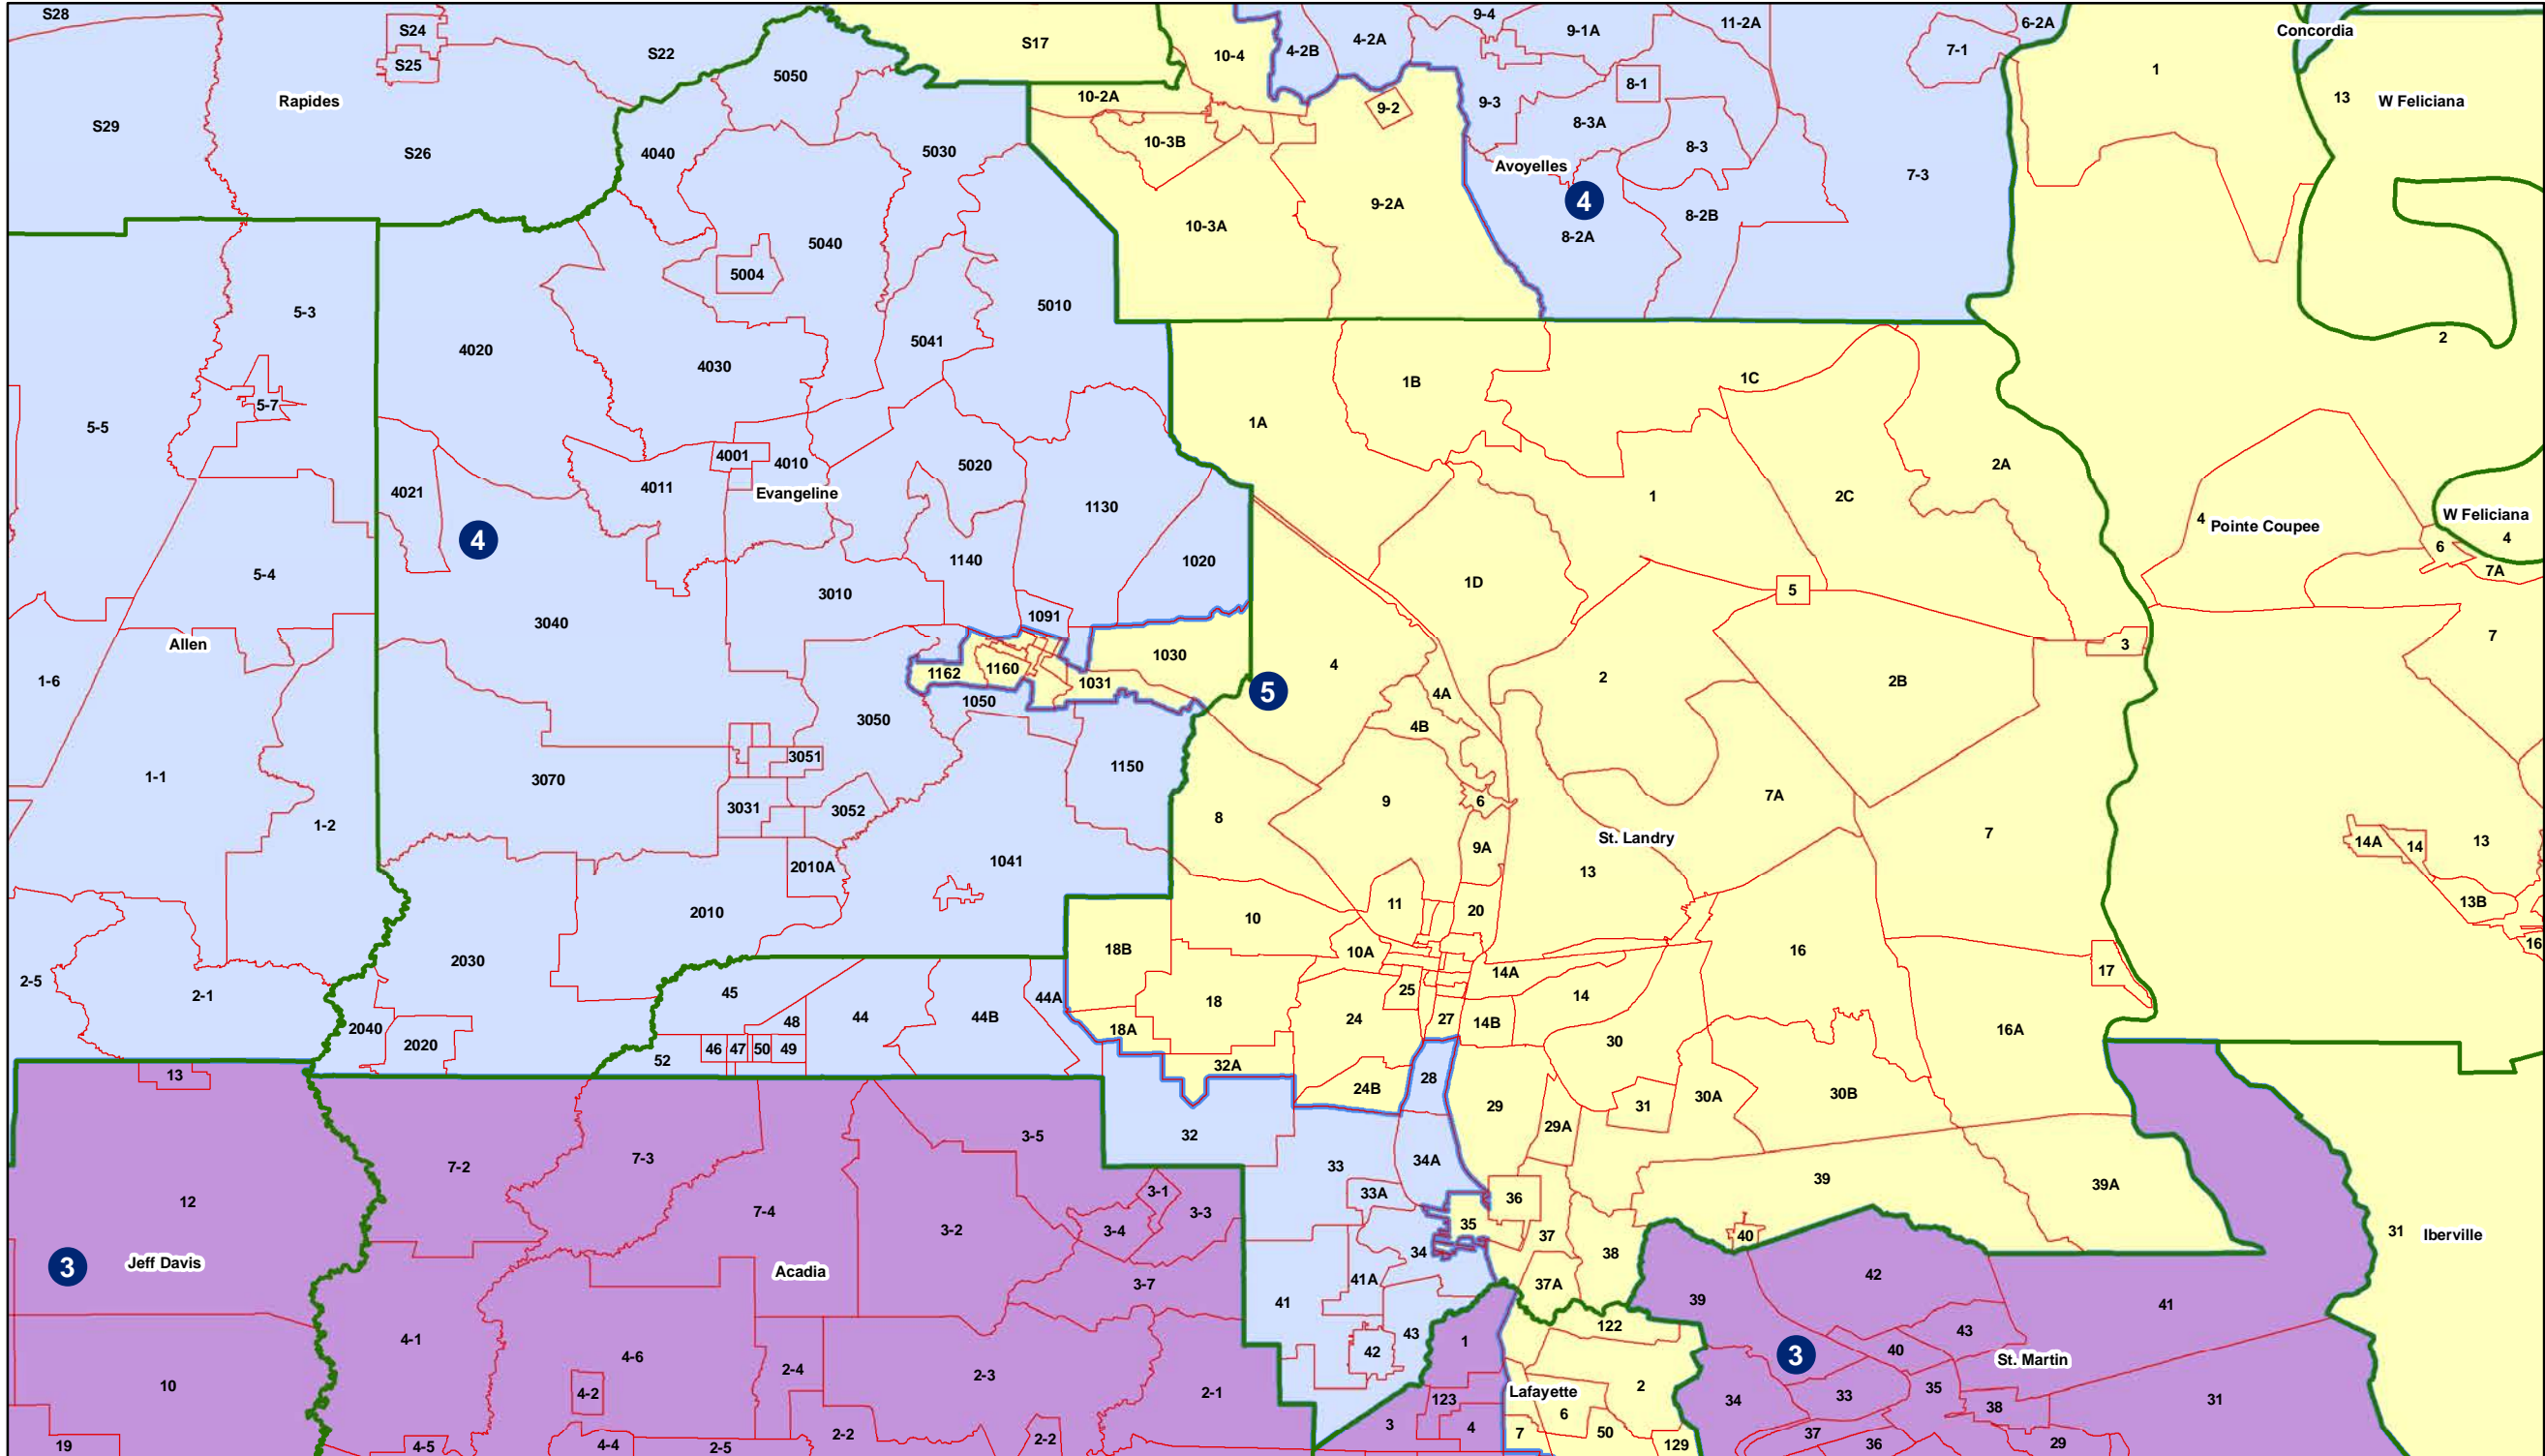 S28
S24
S25
S22
S17
10-4
4-2B
4-2A
9-4
9-1A
11-2A
6-2A
7-1
Concordia
1
13
W Feliciana
Rapides
S29
S26
5050
4040
5030
10-2A
10-3B
9-2
9-3
8-1
8-3A
8-3
Avoyelles
4
7-3
8-2B
8-2A
9-2A
10-3A
5040
5004
5010
5-3
4020
4030
5041
2
5-7
5-5
1A
1B
1C
4001
4010
5020
4021
4011
Evangeline
1130
1
2C
2A
4
Pointe Coupee
W Feliciana
4
6
7A
4
1140
1020
5-4
3010
1D
5
3040
1091
Allen
1-6
1162
1160
1031
1030
1050
5
4
4A
4B
2
2B
3
7
3050
3051
1-1
3070
3031
3052
1150
8
9
6
7A
1-2
9A
St. Landry
7
14A
14
13
2010A
1041
13
2010
10
11
20
13B
16
18B
10A
16
2030
2-5
2-1
45
44A
18
25
14A
14
17
2040
2020
48
44
44B
18A
24
27
14B
16A
52
46
47
50
49
32A
30
13
24B
28
29
31
30A
30B
29A
32
3-5
7-2
7-3
33
34A
12
7-4
3-1
3-3
3-4
3-2
33A
36
35
39
39A
37
38
40
34
31
Iberville
3
Jeff Davis
Acadia
3-7
41A
37A
42
39
41
41
122
43
1
43
4-1
4-6
2-4
42
40
3
St. Martin
10
4-2
2-3
2-1
Lafayette
2
34
33
35
31
123
6
38
3
4
7
50
37
19
4-5
4-4
2-5
2-2
2-2
129
36
29